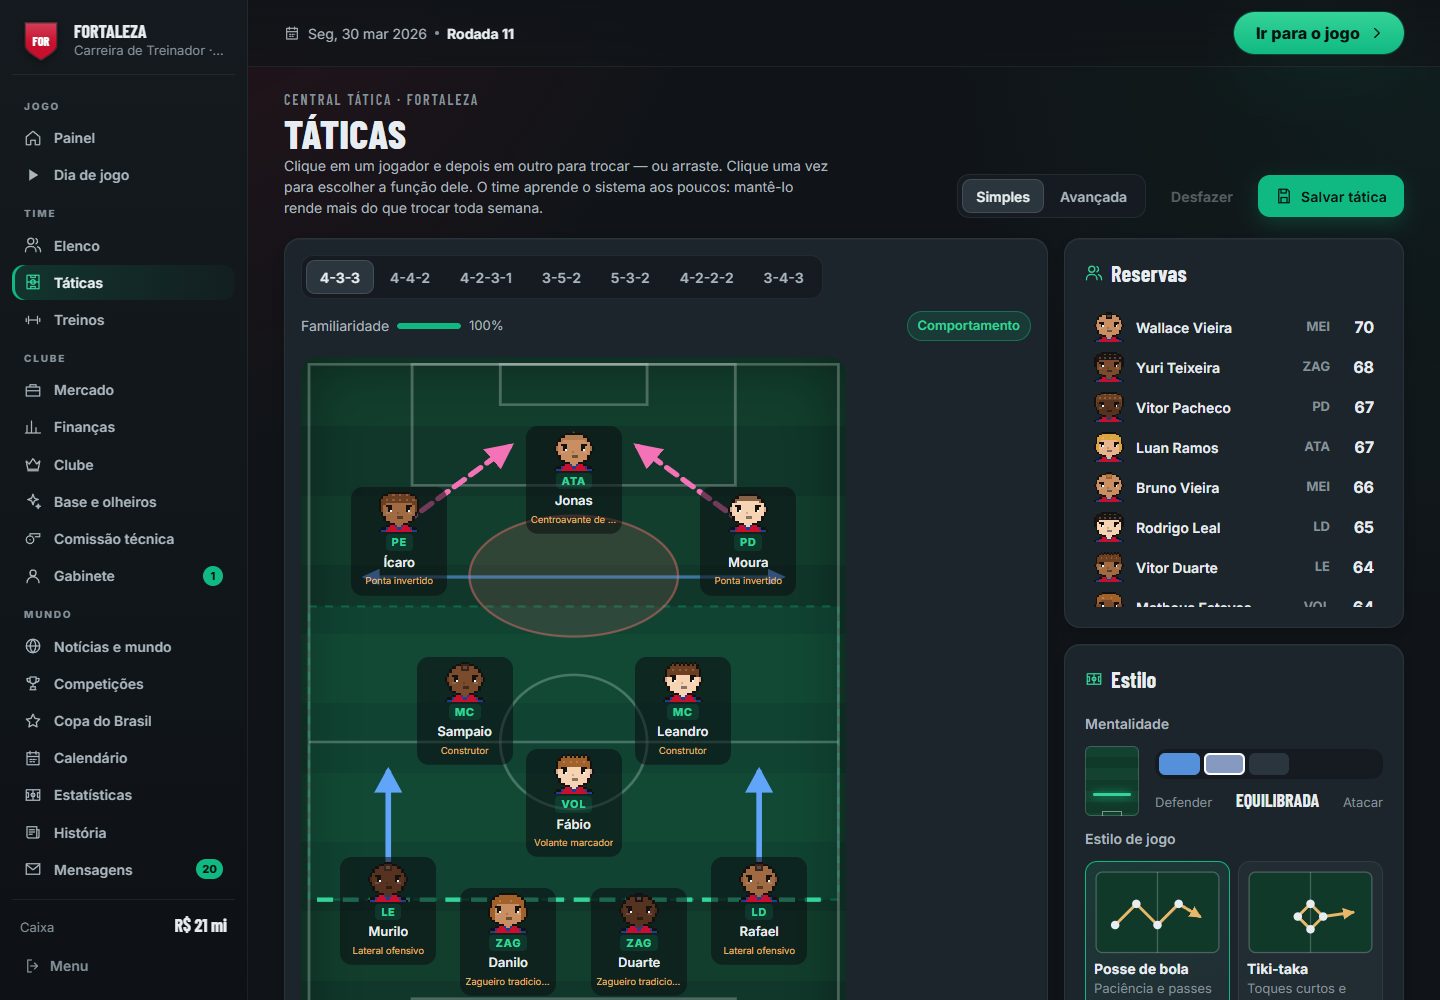 FOR
FORTALEZA
Carreira de Treinador ·...
JOGO
Painel
Dia de jogo
TIME
Elenco
Táticas
Treinos
CLUBE
Mercado
Finanças
Clube
Base e olheiros
Comissão técnica
Gabinete 1
MUNDO
Notícias e mundo
Competições
Copa do Brasil
Calendário
Estatísticas
História
Mensagens 20
Caixa R$ 21 mi
Menu
Seg, 30 mar 2026 • Rodada 11
Ir para o jogo
CENTRAL TÁTICA · FORTALEZA
TÁTICAS
Clique em um jogador e depois em outro para trocar — ou arraste. Clique uma vez
para escolher a função dele. O time aprende o sistema aos poucos: mantê-lo
rende mais do que trocar toda semana.
Simples Avançada Desfazer Salvar tática
4-3-3 4-4-2 4-2-3-1 3-5-2 5-3-2 4-2-2-2 3-4-3
Familiaridade 100% Comportamento
ATA
Jonas
Centroavante de ...
PE
Ícaro
Ponta invertido
PD
Moura
Ponta invertido
MC
Sampaio
Construtor
MC
Leandro
Construtor
VOL
Fábio
Volante marcador
LE
Murilo
Lateral ofensivo
ZAG
Danilo
Zagueiro tradicio...
ZAG
Duarte
Zagueiro tradicio...
LD
Rafael
Lateral ofensivo
Reservas
Wallace Vieira MEI 70
Yuri Teixeira ZAG 68
Vitor Pacheco PD 67
Luan Ramos ATA 67
Bruno Vieira MEI 66
Rodrigo Leal LD 65
Vitor Duarte LE 64
Matheus Esteves VOL 64
Estilo
Mentalidade
Defender EQUILIBRADA Atacar
Estilo de jogo
Posse de bola
Paciência e passes
Tiki-taka
Toques curtos e